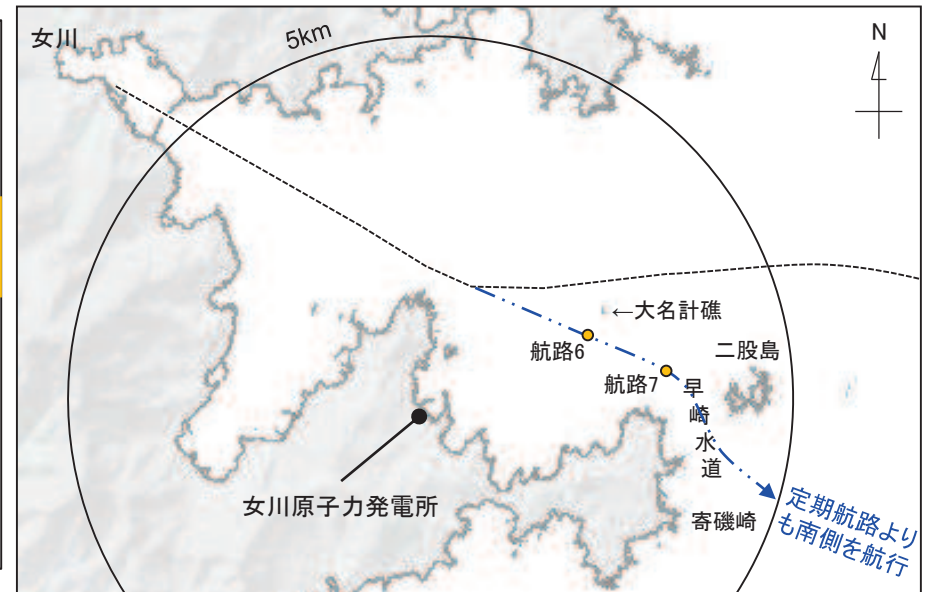 女川
5km
N
←大名計礁
航路6
二股島
航路7
早崎水道
女川原子力発電所
寄磯崎
定期航路より
も南側を航行